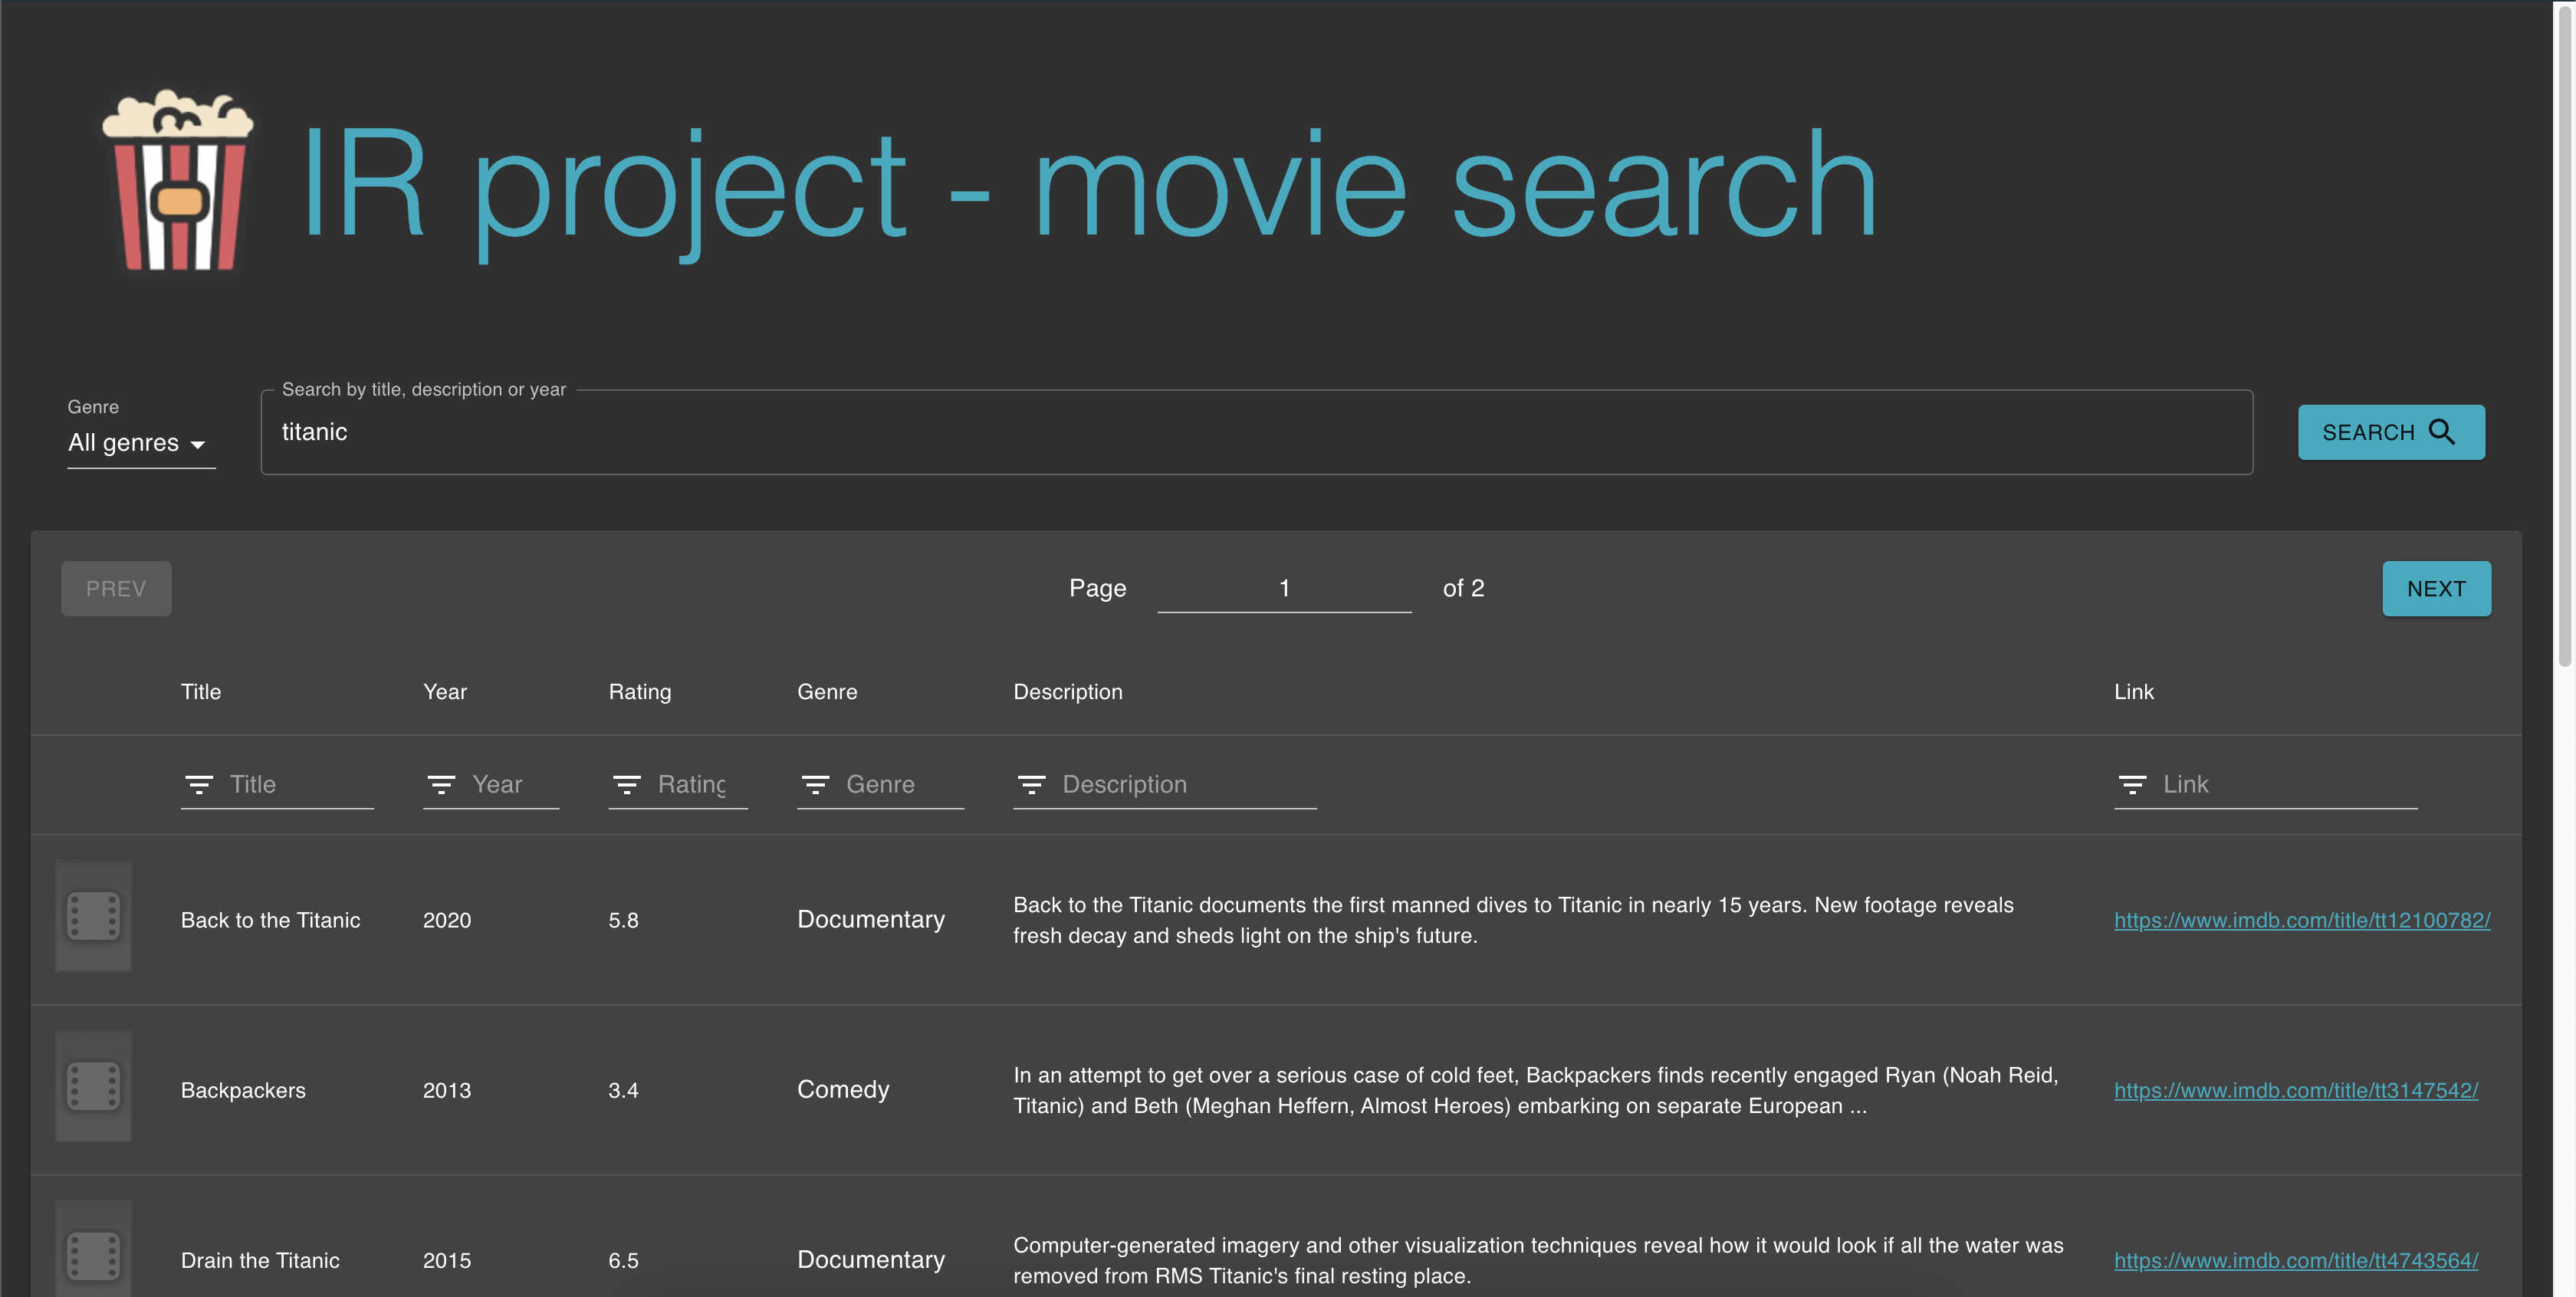 IR project - movie search
Genre
All genres
Search by title, description or year
titanic
SEARCH
PREV
Page 1 of 2
NEXT
Title Year Rating Genre Description Link
Title Year Rating Genre Description Link
Back to the Titanic 2020 5.8 Documentary Back to the Titanic documents the first manned dives to Titanic in nearly 15 years. New footage reveals
fresh decay and sheds light on the ship's future.
https://www.imdb.com/title/tt12100782/
Backpackers 2013 3.4 Comedy In an attempt to get over a serious case of cold feet, Backpackers finds recently engaged Ryan (Noah Reid,
Titanic) and Beth (Meghan Heffern, Almost Heroes) embarking on separate European ...
https://www.imdb.com/title/tt3147542/
Drain the Titanic 2015 6.5 Documentary Computer-generated imagery and other visualization techniques reveal how it would look if all the water was
removed from RMS Titanic's final resting place.
https://www.imdb.com/title/tt4743564/